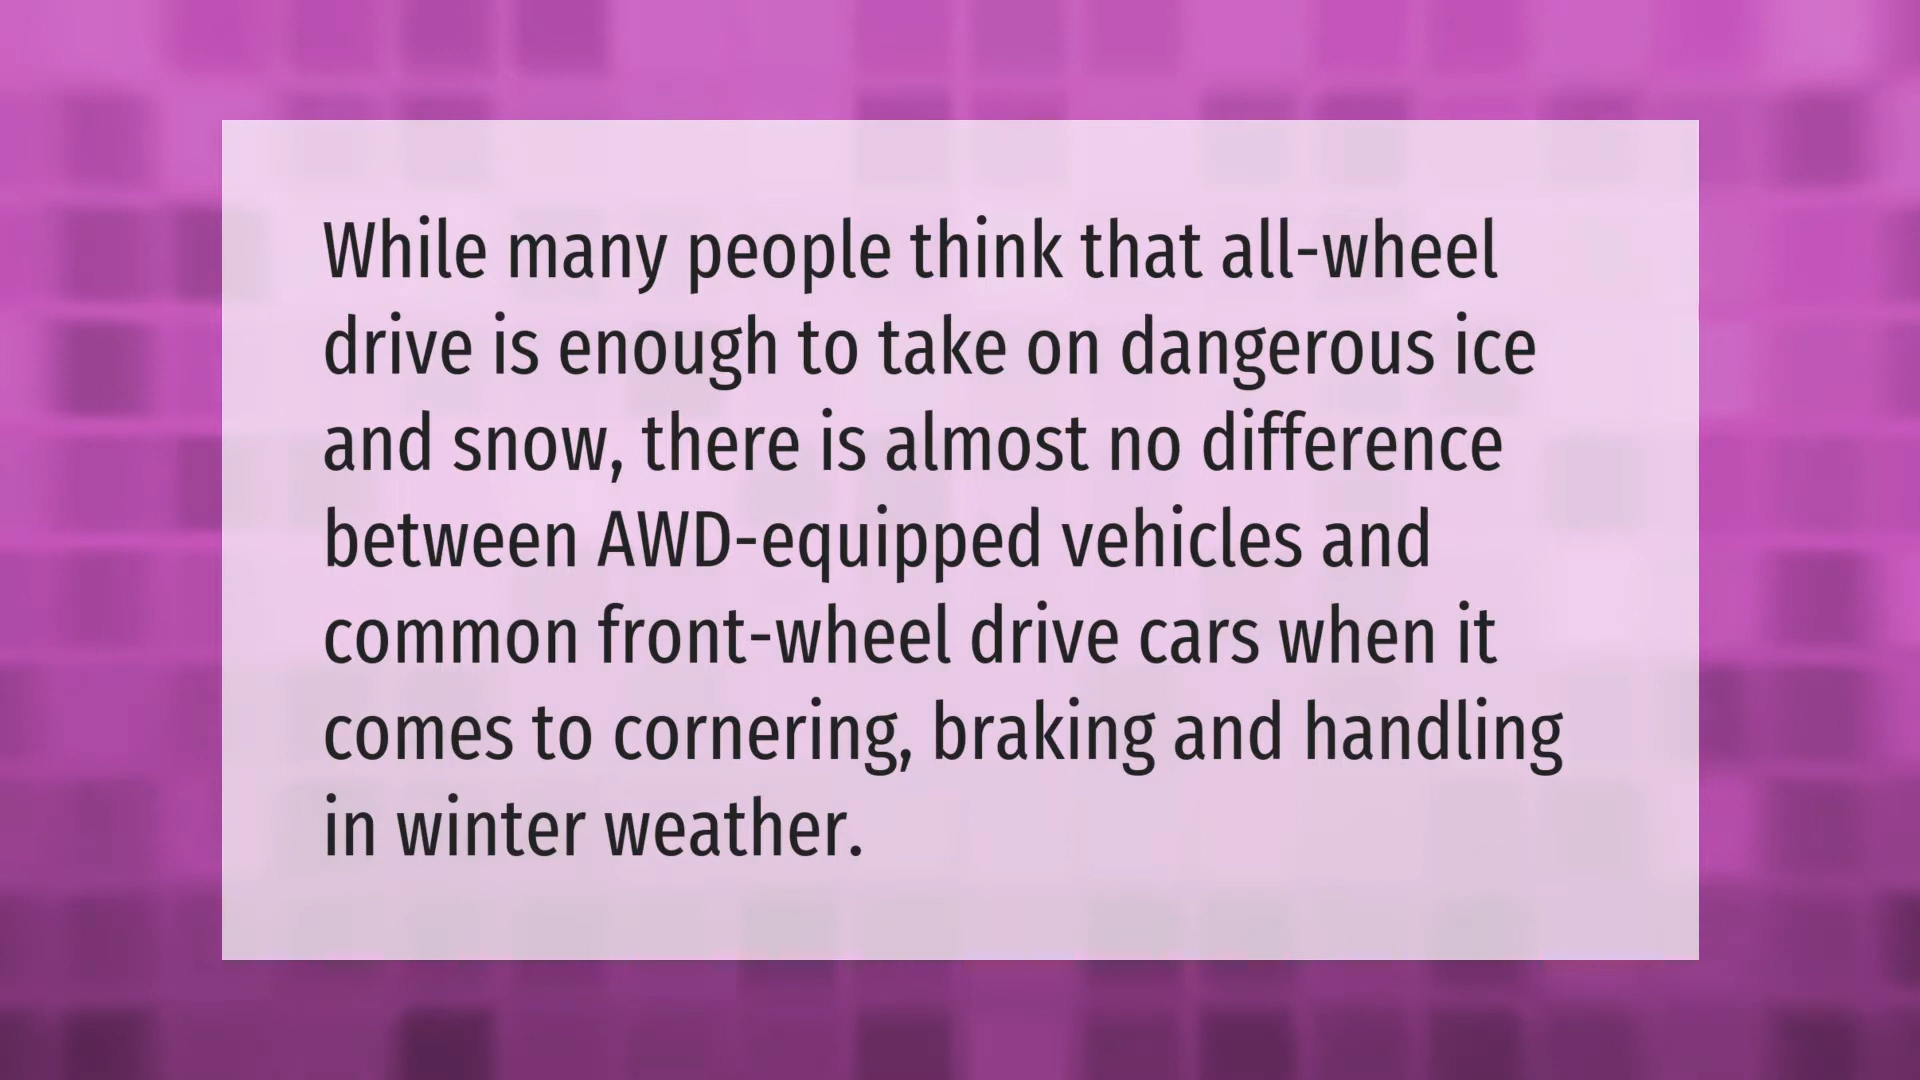 While many people think that all-wheel
drive is enough to take on dangerous ice
and snow, there is almost no difference
between AWD-equipped vehicles and
common front-wheel drive cars when it
comes to cornering, braking and handling
in winter weather.